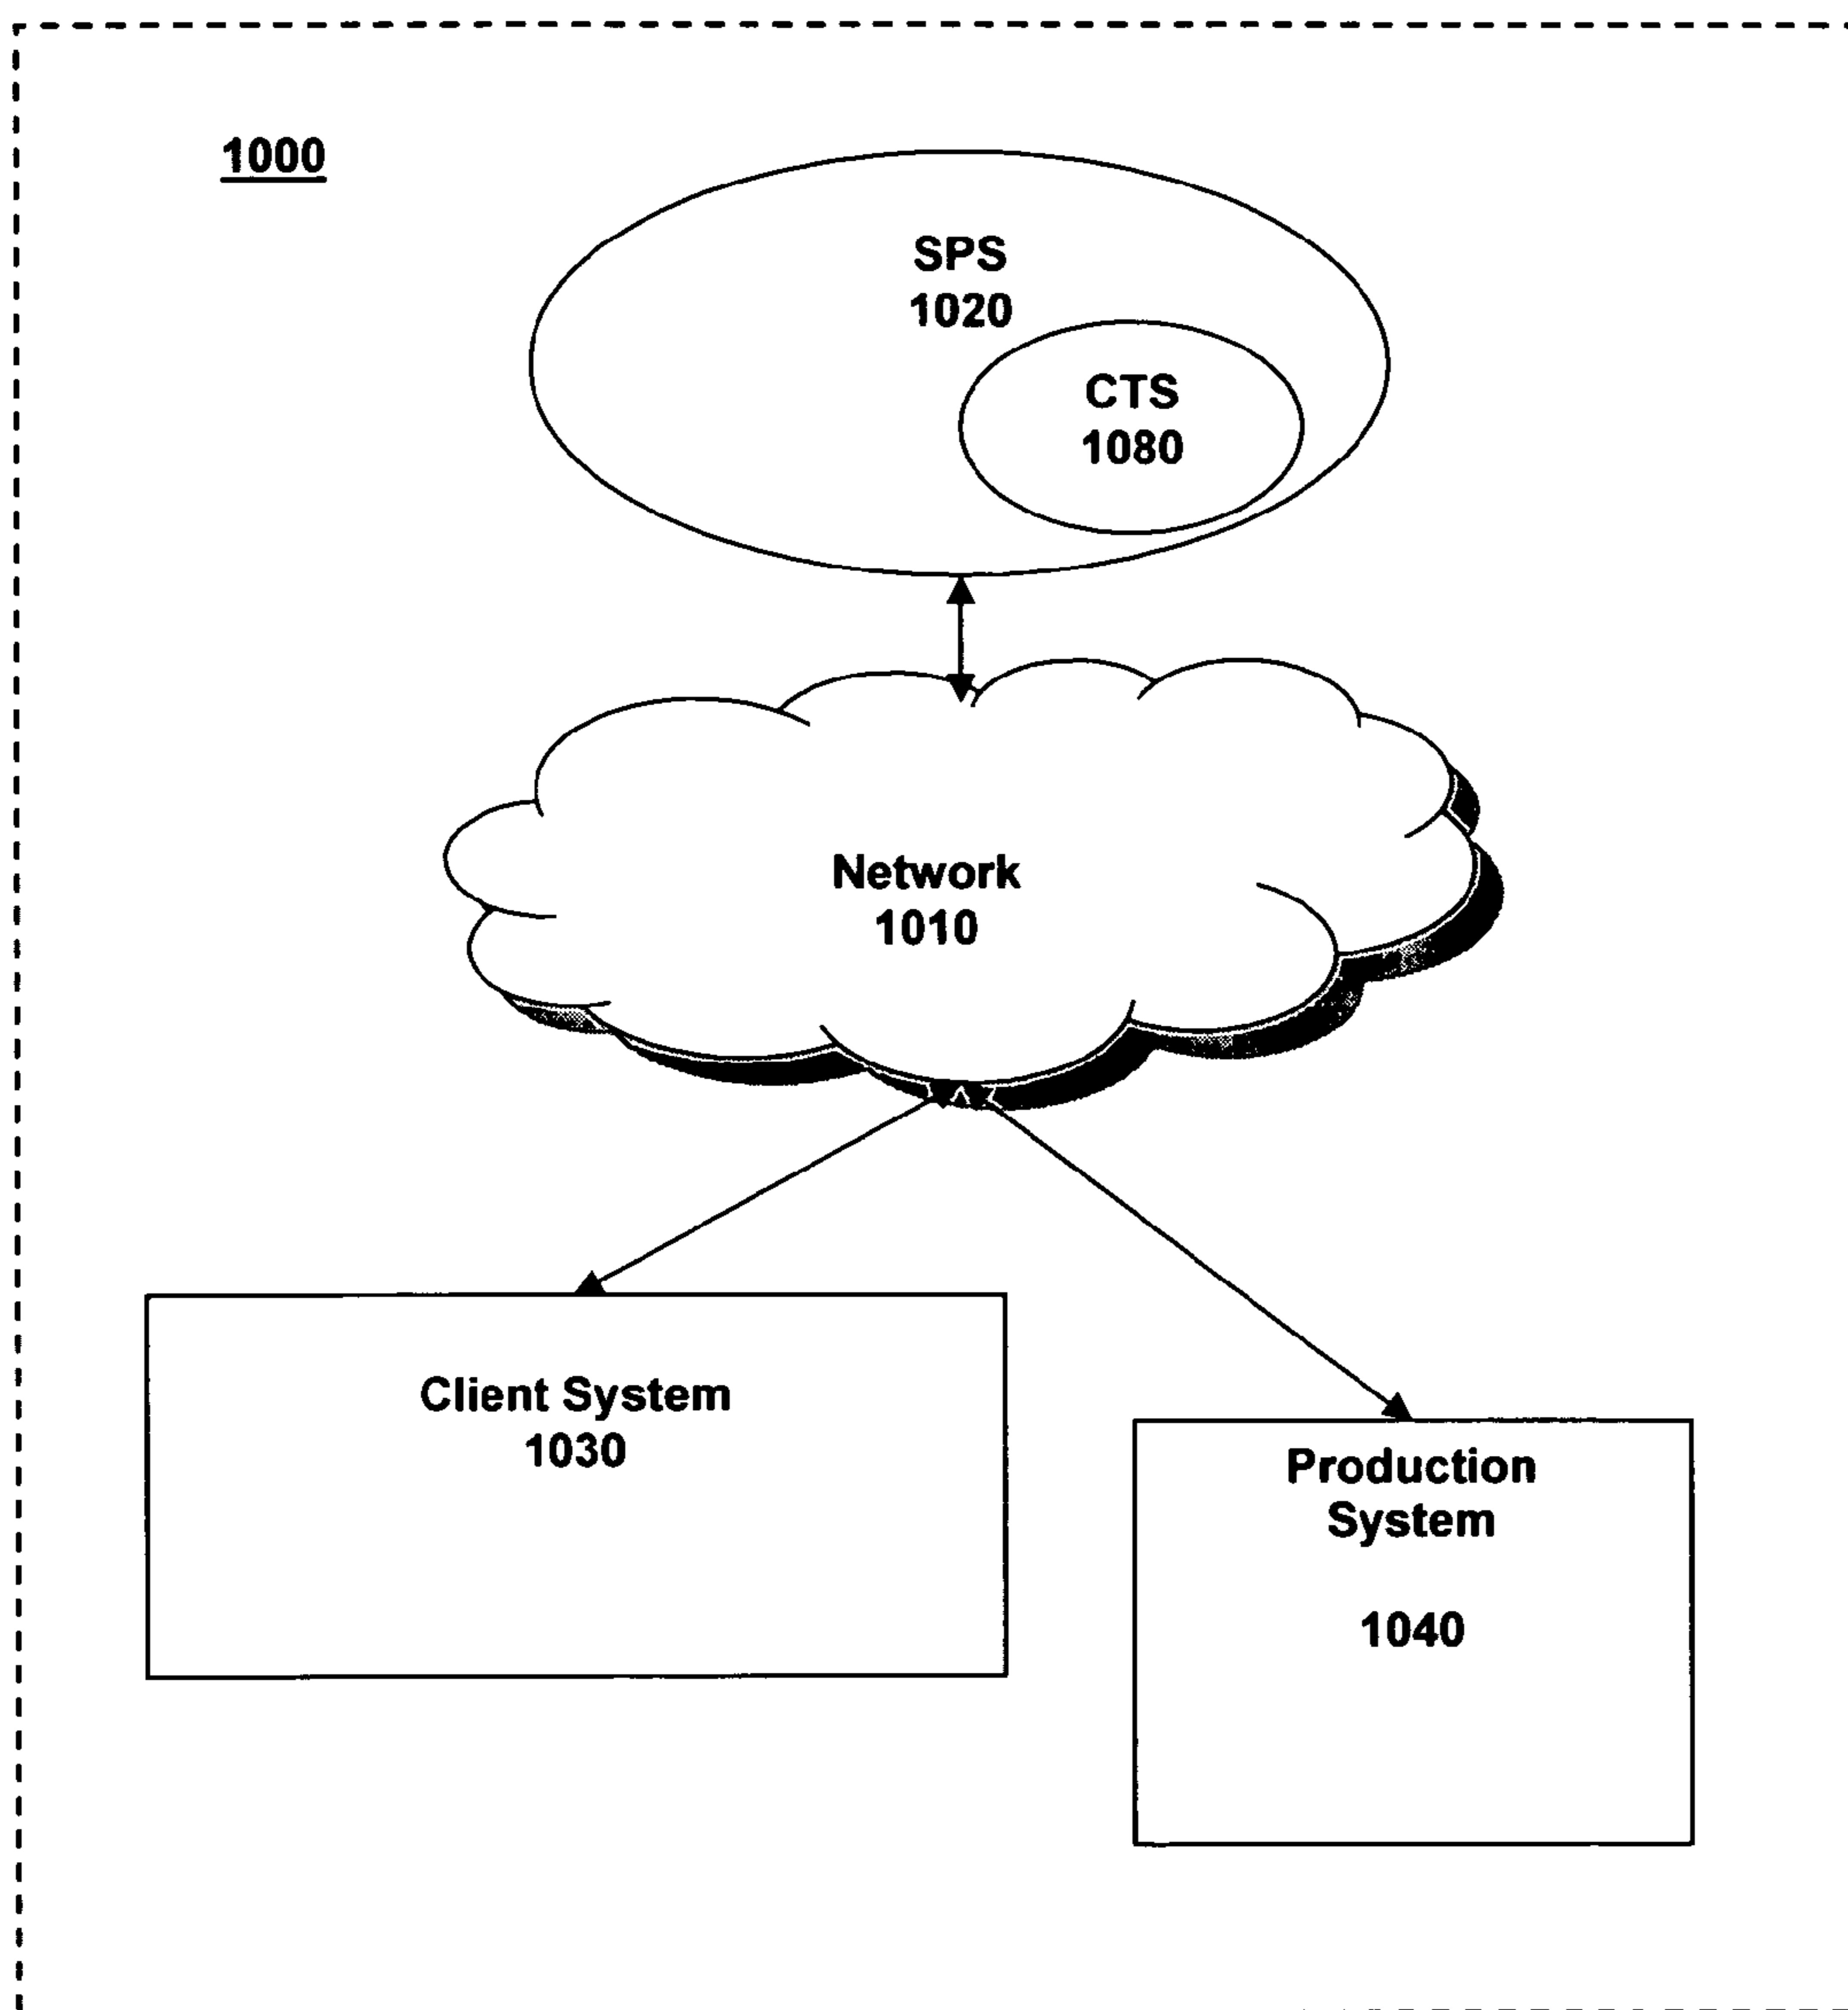 1000
SPS
1020
CTS
1080
Network
1010
Client System
1030
Production
System
1040